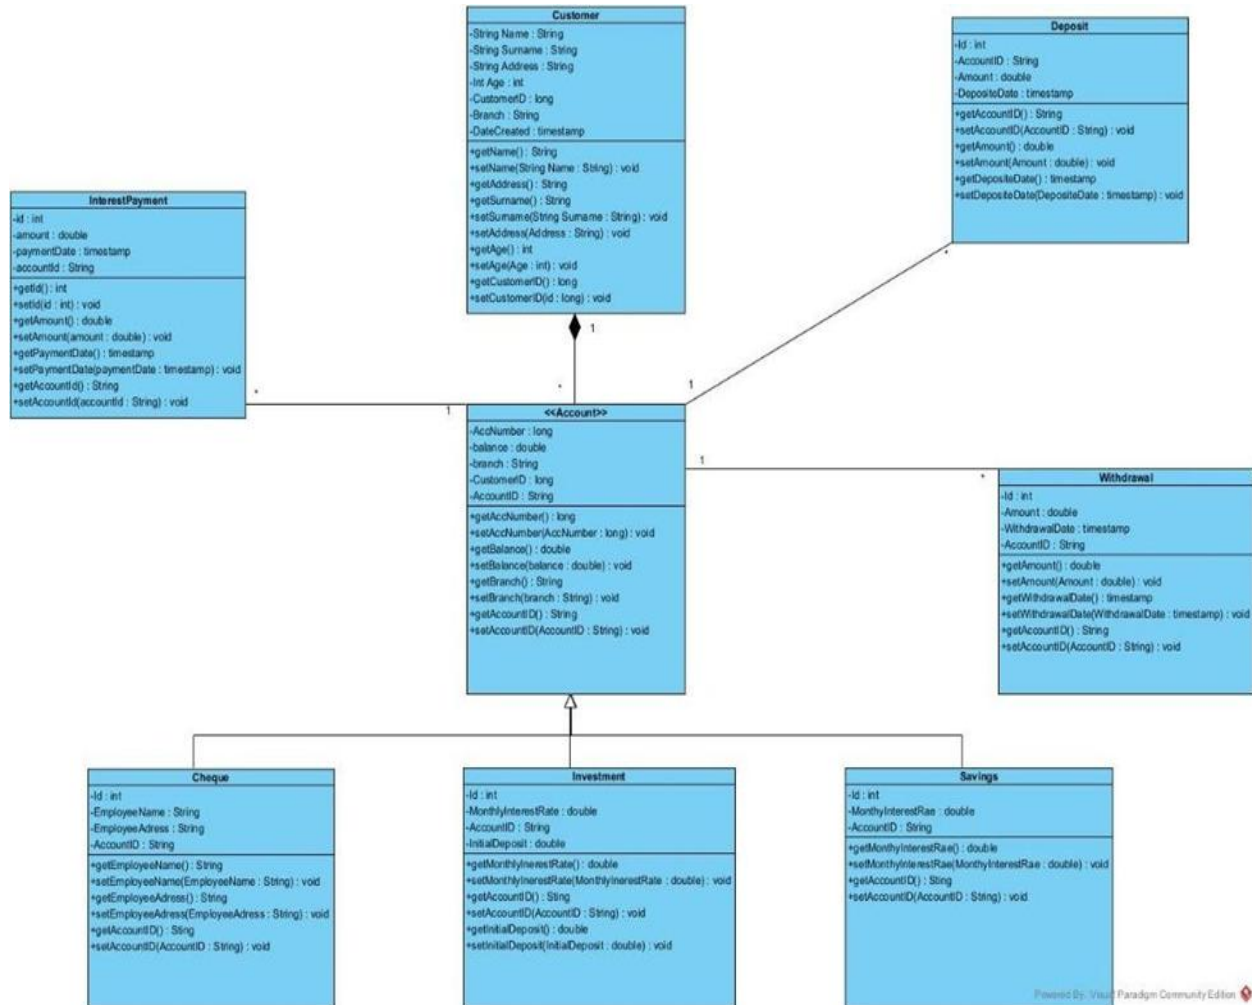 Customer
-String Name : String
-String Surname : String
-String Address : String
-Int Age : int
-CustomerID : long
-Branch : String
-DateCreated : timestamp
+getName() : String
+setName(String Name : String) : void
+getAddress() : String
+getSurname() : String
+setSurname(String Surname : String) : void
+setAddress(Address : String) : void
+getAge() : int
+setAge(Age : int) : void
+getCustomerID() : long
+setCustomerID(id : long) : void
Deposit
-Id : int
-AccountID : String
-Amount : double
-DepositeDate : timestamp
+getAccountID() : String
+setAccountID(AccountID : String) : void
+getAmount() : double
+setAmount(Amount : double) : void
+getDepositeDate() : timestamp
+setDepositeDate(DepositeDate : timestamp) : void
InterestPayment
-id : int
-amount : double
-paymentDate : timestamp
-accountId : String
+getId() : int
+setId(id : int) : void
+getAmount() : double
+setAmount(amount : double) : void
+getPaymentDate() : timestamp
+setPaymentDate(paymentDate : timestamp) : void
+getAccountId() : String
+setAccountId(accountId : String) : void
1
*
*
1
*
1
1
*
<<Account>>
-AccNumber : long
-balance : double
-branch : String
-CustomerID : long
-AccountID : String
+getAccNumber() : long
+setAccNumber(AccNumber : long) : void
+getBalance() : double
+setBalance(balance : double) : void
+getBranch() : String
+setBranch(branch : String) : void
+getAccountID() : String
+setAccountID(AccountID : String) : void
Withdrawal
-Id : int
-Amount : double
-WithdrawalDate : timestamp
-AccountID : String
+getAmount() : double
+setAmount(Amount : double) : void
+getWithdrawalDate() : timestamp
+setWithdrawalDate(WithdrawalDate : timestamp) : void
+getAccountID() : String
+setAccountID(AccountID : String) : void
Cheque
-Id : int
-EmployeeName : String
-EmployeeAdress : String
-AccountID : String
+getEmployeeName() : String
+setEmployeeName(EmployeeName : String) : void
+getEmployeeAdress() : String
+setEmployeeAdress(EmployeeAdress : String) : void
+getAccountID() : Sting
+setAccountID(AccountID : String) : void
Investment
-Id : int
-MonthlyInterestRate : double
-AccountID : String
-InitialDeposit : double
+getMonthlyInerestRate() : double
+setMonthlyInerestRate(MonthlyInerestRate : double) : void
+getAccountID() : Sting
+setAccountID(AccountID : String) : void
+getInitialDeposit() : double
+setInitialDeposit(InitialDeposit : double) : void
Savings
-Id : int
-MonthyInterestRae : double
-AccountID : String
+getMonthyInterestRae() : double
+setMonthyInterestRae(MonthyInterestRae : double) : void
+getAccountID() : Sting
+setAccountID(AccountID : String) : void
Powered By: Visual Paradigm Community Edition